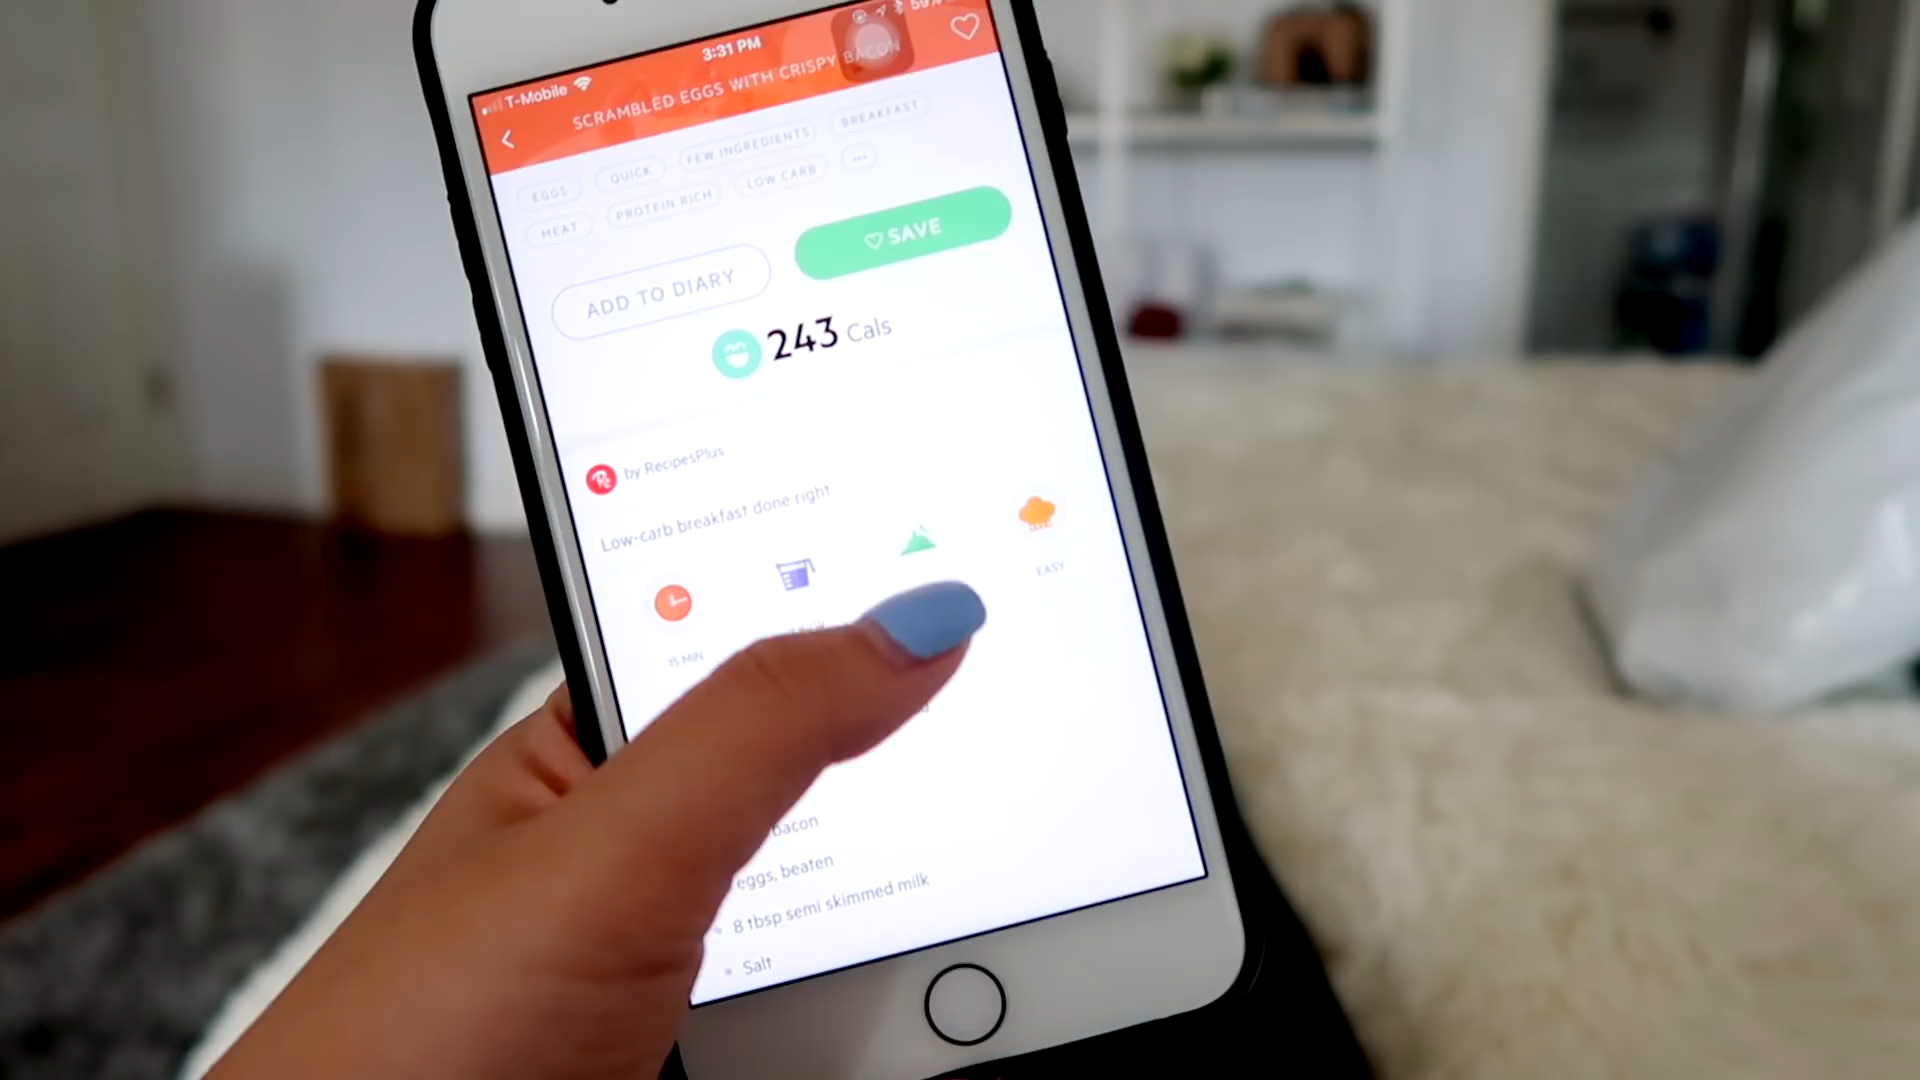 T-Mobile 3:31 PM 59%
SCRAMBLED EGGS WITH CRISPY BACON
EGGS QUICK FEW INGREDIENTS BREAKFAST
MEAT PROTEIN RICH LOW CARB ...
ADD TO DIARY SAVE
243 Cals
by RecipesPlus
Low-carb breakfast done right
15 MIN EASY
bacon
eggs, beaten
8 tbsp semi skimmed milk
Salt